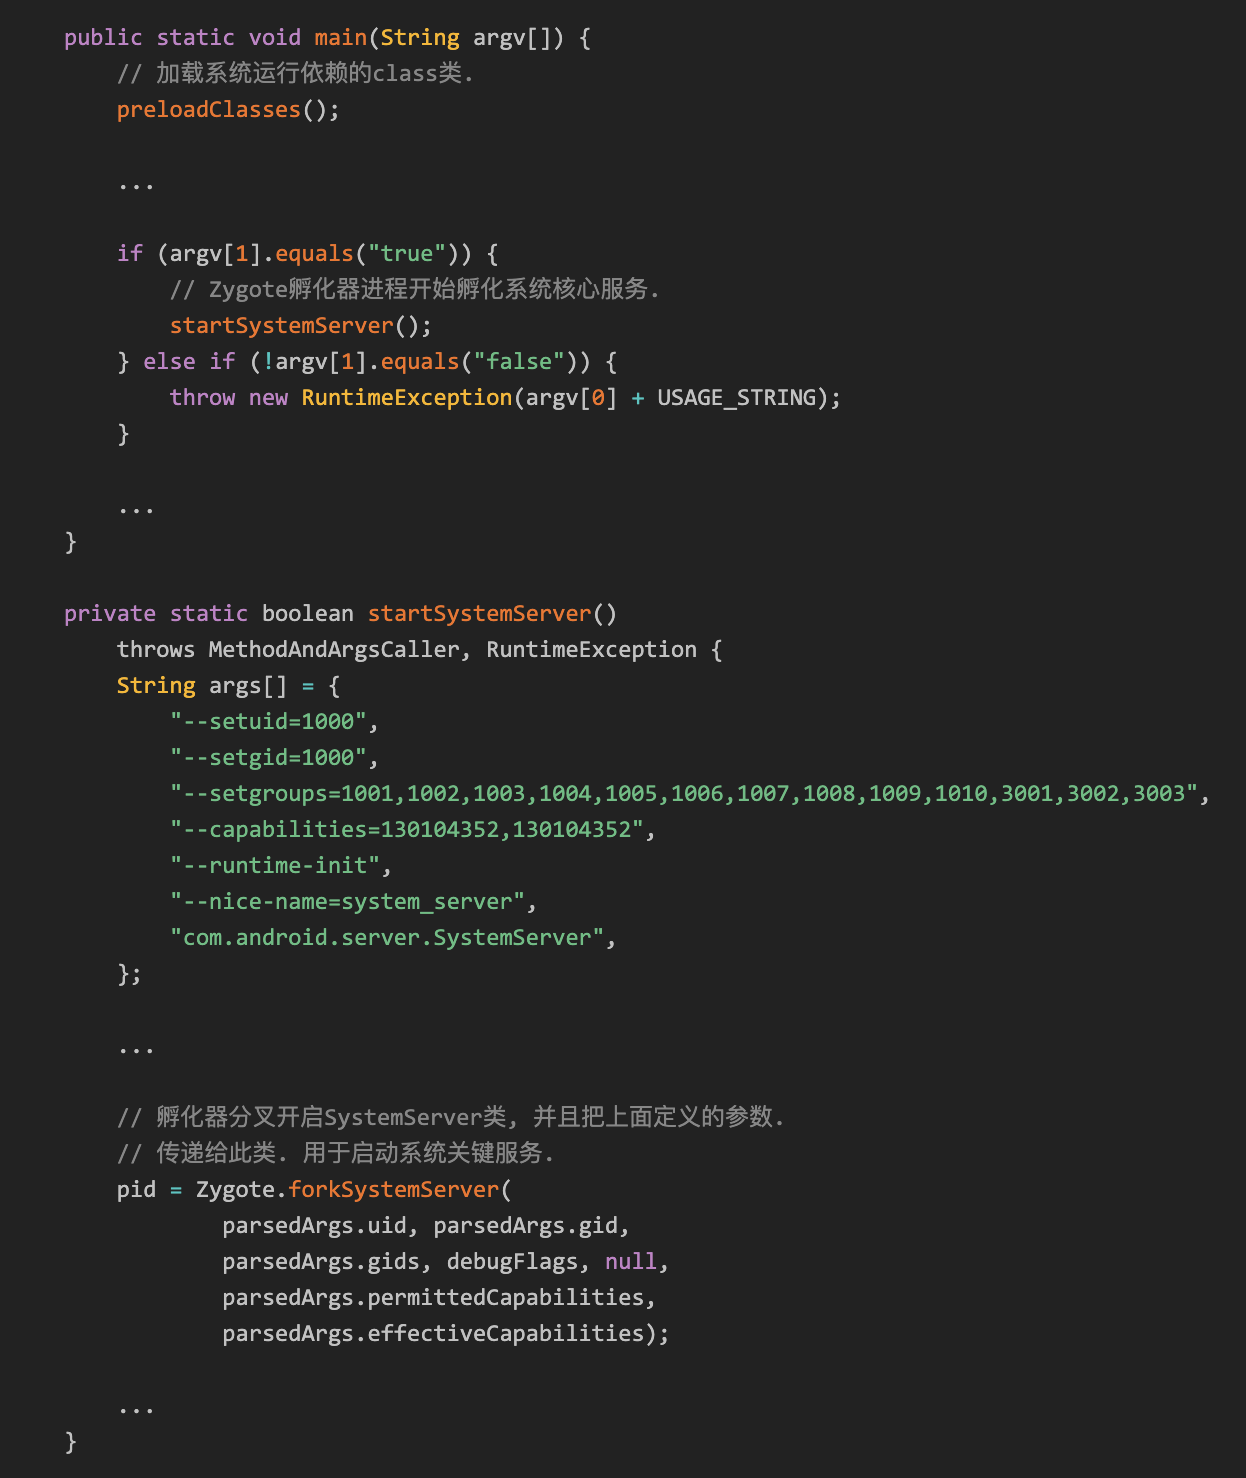 public static void main(String argv[]) {
    // 加载系统运行依赖的class类.
    preloadClasses();

    ...

    if (argv[1].equals("true")) {
        // Zygote孵化器进程开始孵化系统核心服务.
        startSystemServer();
    } else if (!argv[1].equals("false")) {
        throw new RuntimeException(argv[0] + USAGE_STRING);
    }

    ...
}

private static boolean startSystemServer()
    throws MethodAndArgsCaller, RuntimeException {
    String args[] = {
        "--setuid=1000",
        "--setgid=1000",
        "--setgroups=1001,1002,1003,1004,1005,1006,1007,1008,1009,1010,3001,3002,3003",
        "--capabilities=130104352,130104352",
        "--runtime-init",
        "--nice-name=system_server",
        "com.android.server.SystemServer",
    };

    ...

    // 孵化器分叉开启SystemServer类, 并且把上面定义的参数.
    // 传递给此类. 用于启动系统关键服务.
    pid = Zygote.forkSystemServer(
            parsedArgs.uid, parsedArgs.gid,
            parsedArgs.gids, debugFlags, null,
            parsedArgs.permittedCapabilities,
            parsedArgs.effectiveCapabilities);

    ...
}